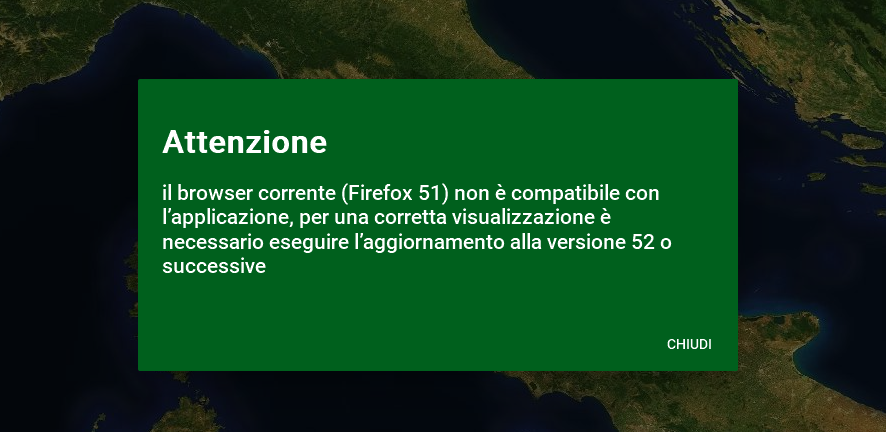 Attenzione
il browser corrente (Firefox 51) non è compatibile con
l’applicazione, per una corretta visualizzazione è
necessario eseguire l’aggiornamento alla versione 52 o
successive
CHIUDI